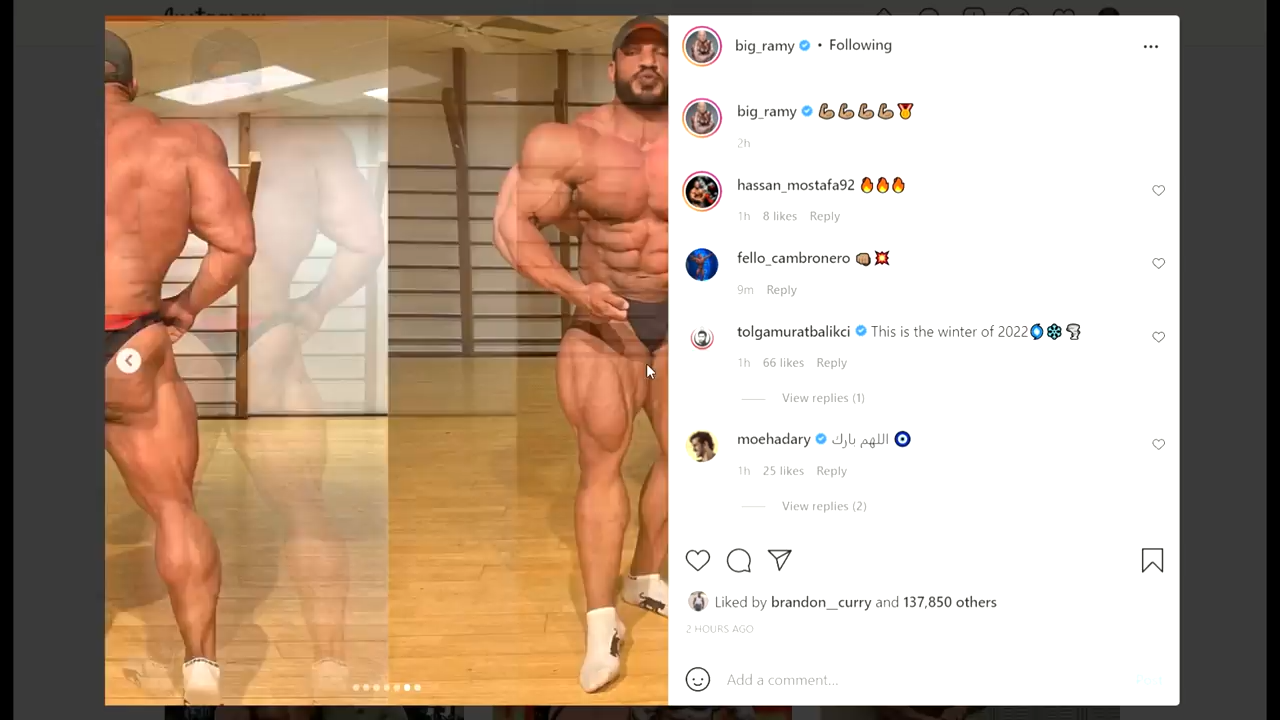 big_ramy • Following
big_ramy 💪🏽💪🏽💪🏽💪🏽🏅
2h
hassan_mostafa92 🔥🔥🔥
1h 8 likes Reply
fello_cambronero 👊🏽💥
9m Reply
tolgamuratbalikci This is the winter of 2022🌀❄️🌪
1h 66 likes Reply
View replies (1)
moehadary اللهم بارك 🧿
1h 25 likes Reply
View replies (2)
Liked by brandon__curry and 137,850 others
2 HOURS AGO
Add a comment...